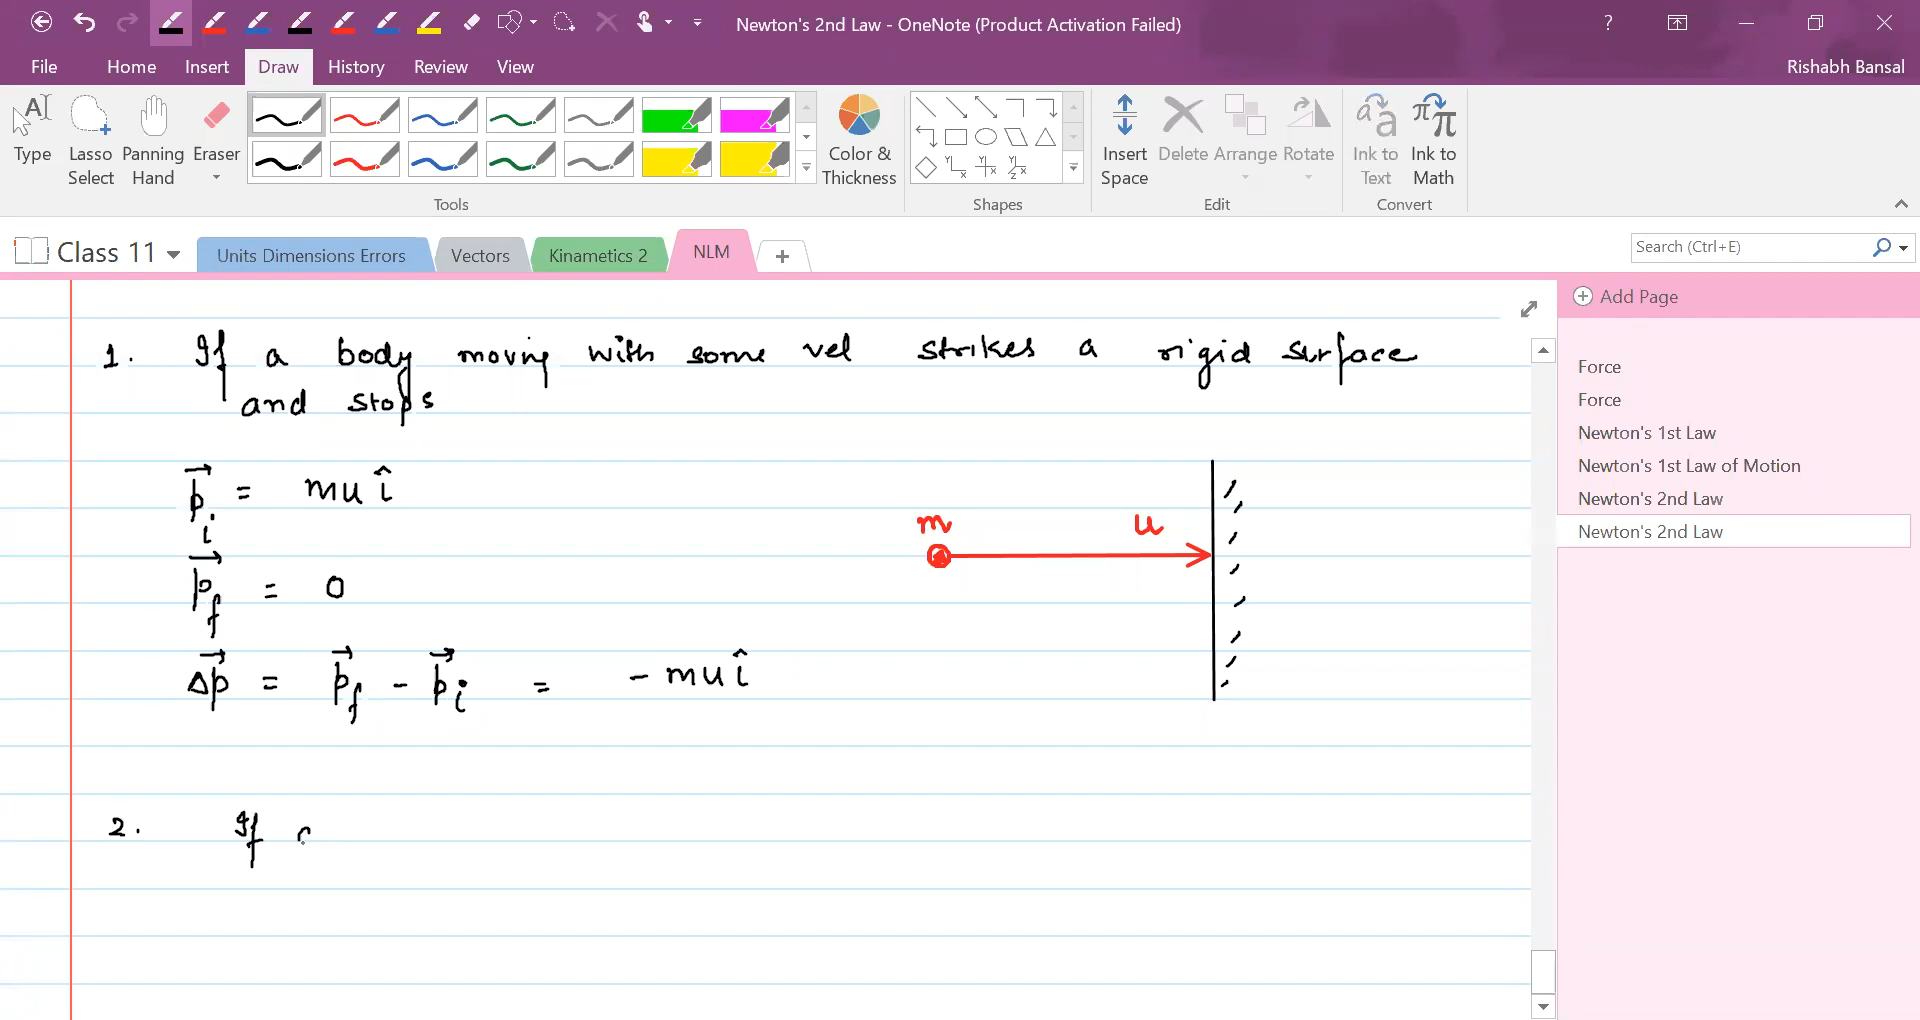 Newton's 2nd Law - OneNote (Product Activation Failed)
?
File Home Insert Draw History Review View
Rishabh Bansal
Type
Lasso Select
Panning Hand
Eraser
Color & Thickness
Insert Space
Delete
Arrange
Rotate
Ink to Text
Ink to Math
Tools
Shapes
Edit
Convert
Class 11
Units Dimensions Errors
Vectors
Kinametics 2
NLM
Search (Ctrl+E)
Add Page
Force
Force
Newton's 1st Law
Newton's 1st Law of Motion
Newton's 2nd Law
Newton's 2nd Law
1. If a body moving with some vel strikes a rigid surface
and stops
p⃗i = mu î
m u
p⃗f = 0
Δp⃗ = p⃗f - p⃗i = - mu î
2. If